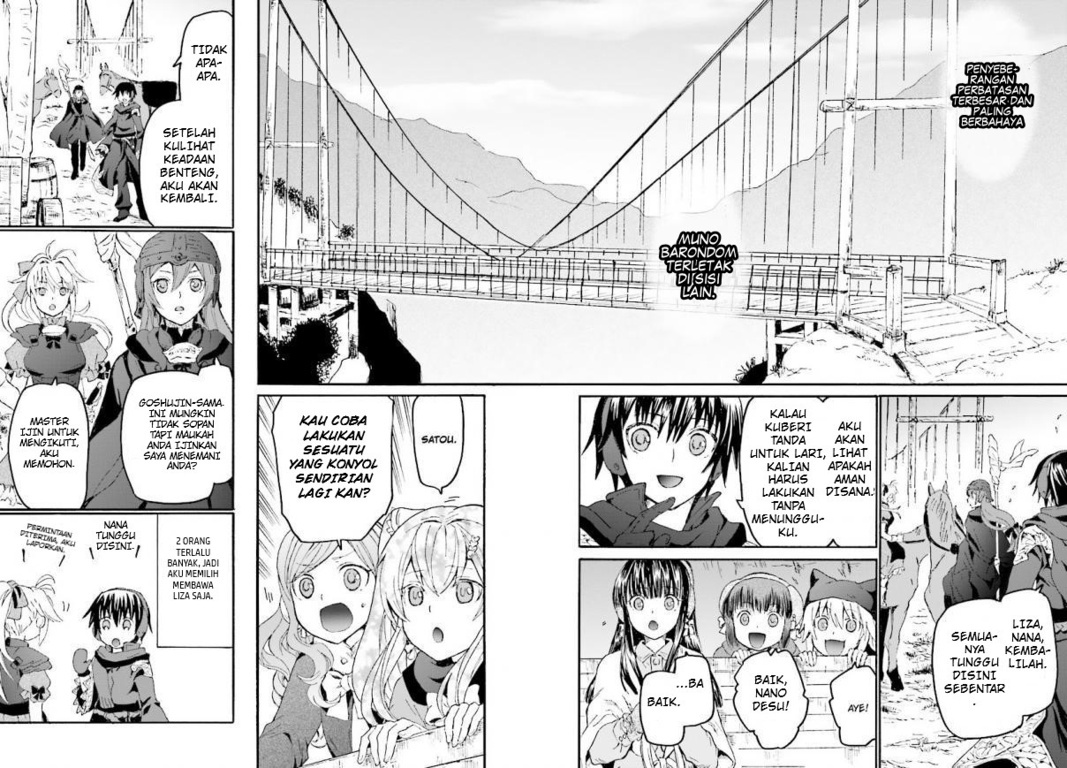 PENYEBE-
RANGAN
PERBATASAN
TERBESAR DAN
PALING
BERBAHAYA
MUNO
BARONDOM
TERLETAK
DIISISI
LAIN.
LIZA,
NANA,
KEMBA-
LILAH.
SEMUA-
NYA
TUNGGU
DISINI
SEBENTAR
.
AKU
AKAN
LIHAT
APAKAH
AMAN
DISANA.
KALAU
KUBERI
TANDA
UNTUK LARI,
KALIAN
HARUS
LAKUKAN
TANPA
MENUNGGU-
KU.
AYE!
BAIK,
NANO
DESU!
...BA
BAIK.
SATOU.
KAU COBA
LAKUKAN
SESUATU
YANG KONYOL
SENDIRIAN
LAGI KAN?
TIDAK
APA-
APA.
SETELAH
KULIHAT
KEADAAN
BENTENG,
AKU AKAN
KEMBALI.
GOSHUJIN-SAMA.
INI MUNGKIN
TIDAK SOPAN
TAPI MAUKAH
ANDA IJINKAN
SAYA MENEMANI
ANDA?
MASTER
IJIN UNTUK
MENGIKUTI,
AKU
MEMOHON.
2 ORANG
TERLALU
BANYAK, JADI
AKU MEMILIH
MEMBAWA
LIZA SAJA.
NANA
TUNGGU
DISINI.
PERMINTAAN
DITERIMA, AKU
LAPORKAN.